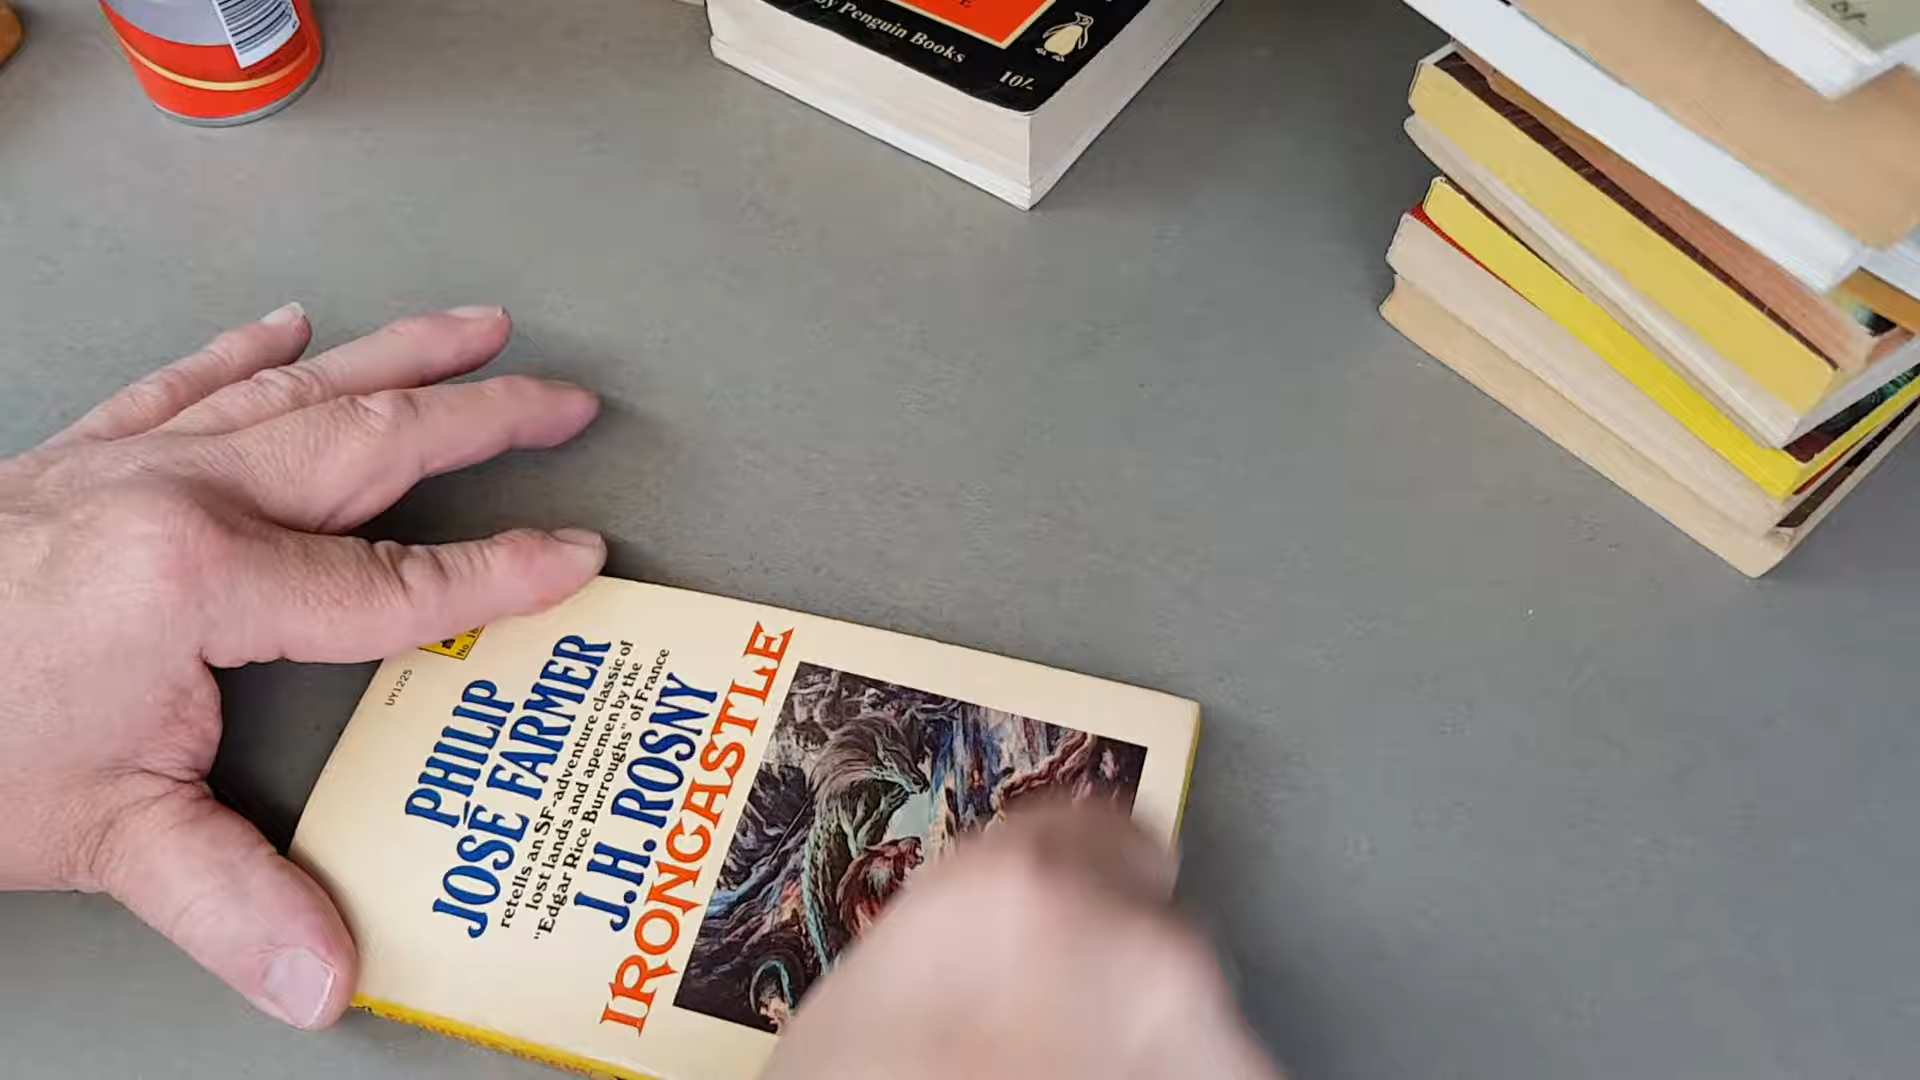 by Penguin Books
10/-
UY1225
PHILIP
JOSÉ FARMER
retells an SF-adventure classic of
lost lands and apemen by the
"Edgar Rice Burroughs" of France
J.H. ROSNY
IRONCASTLE